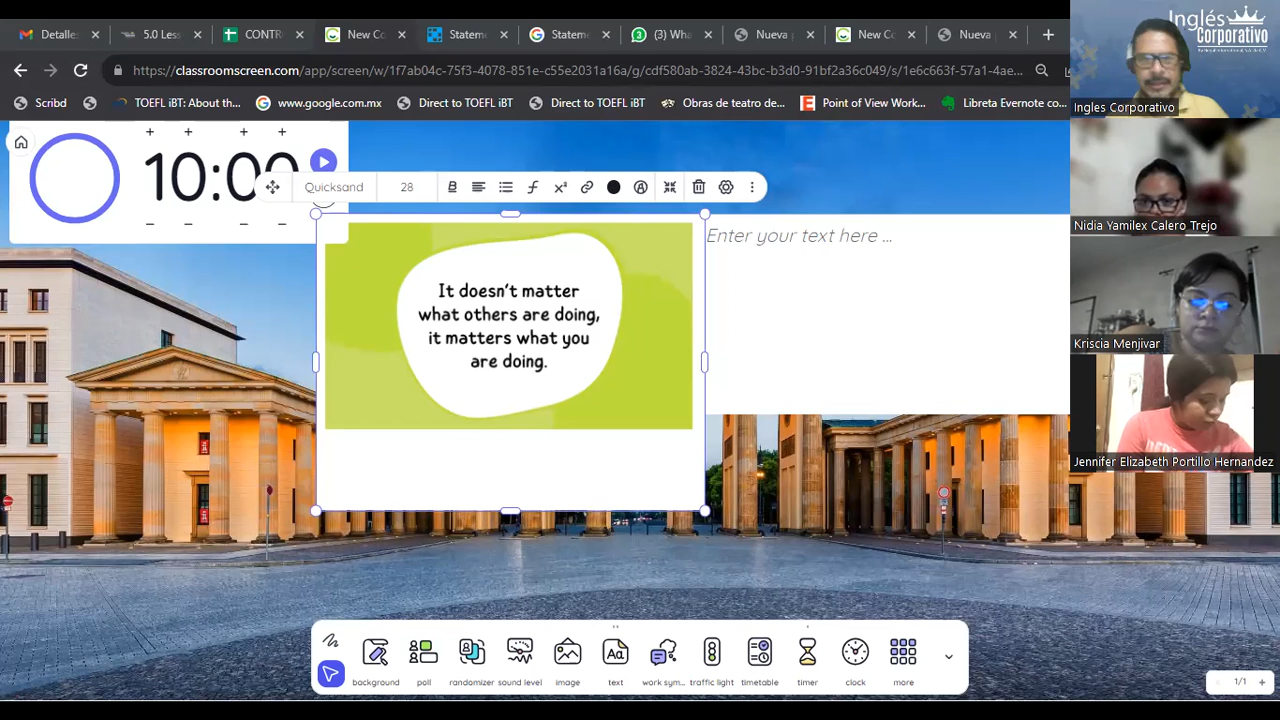 Detalles
5.0 Less
CONTR
New Co
Statem
Statem
(3) Wha
Nueva p
New Co
Nueva p
https://classroomscreen.com/app/screen/w/1f7ab04c-75f5-4078-851e-c55e2031a16a/g/cdf580ab-3824-43bc-b3d0-91bf2a36c049/s/1e6c663f-57a1-4ae...
Scribd
TOEFL iBT: About th...
www.google.com.mx
Direct to TOEFL iBT
Direct to TOEFL iBT
Obras de teatro de...
Point of View Work...
Libreta Evernote co...
10:00
Quicksand
28
It doesn't matter
what others are doing,
it matters what you
are doing.
Enter your text here ...
Inglés
Corporativo
Ingles Corporativo
Nidia Yamilex Calero Trejo
Kriscia Menjivar
Jennifer Elizabeth Portillo Hernandez
background
poll
randomizer
sound level
image
text
work sym...
traffic light
timetable
timer
clock
more
1/1